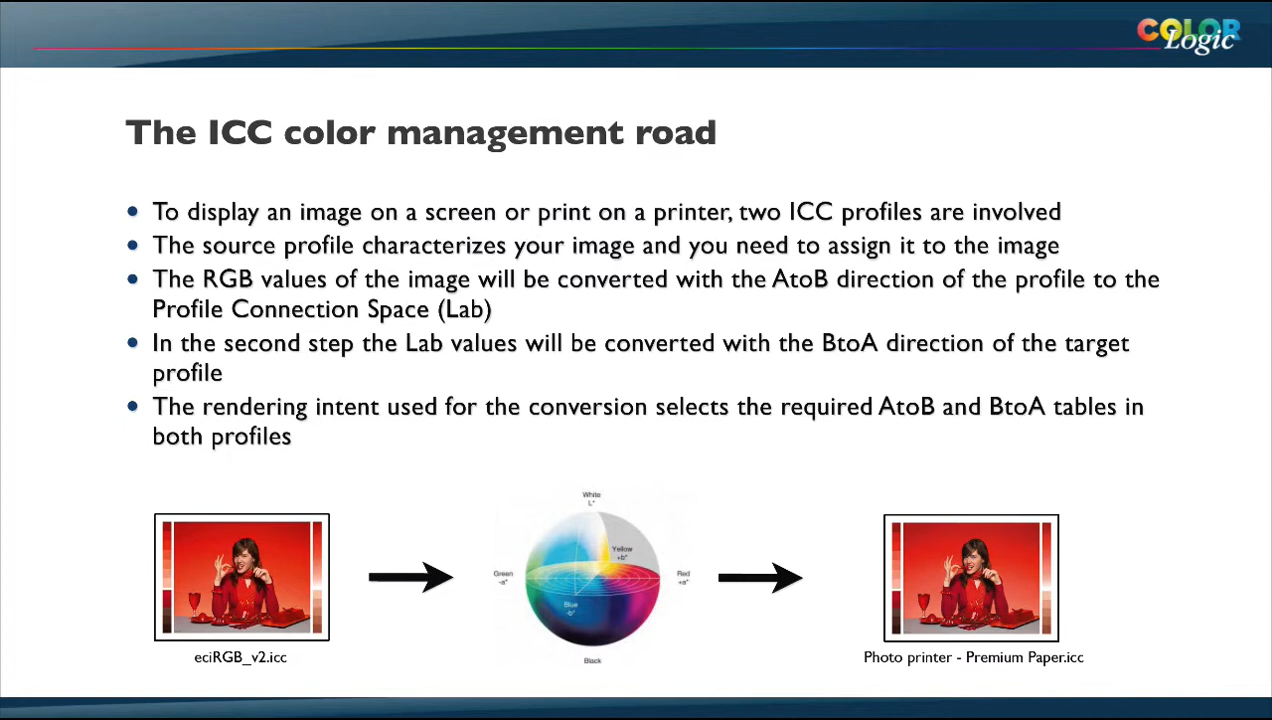 COLOR
Logic
The ICC color management road
• To display an image on a screen or print on a printer, two ICC profiles are involved
• The source profile characterizes your image and you need to assign it to the image
• The RGB values of the image will be converted with the AtoB direction of the profile to the
Profile Connection Space (Lab)
• In the second step the Lab values will be converted with the BtoA direction of the target
profile
• The rendering intent used for the conversion selects the required AtoB and BtoA tables in
both profiles
White
L*
Yellow
+b*
Green
-a*
Red
+a*
Blue
-b*
Black
eciRGB_v2.icc
Photo printer - Premium Paper.icc